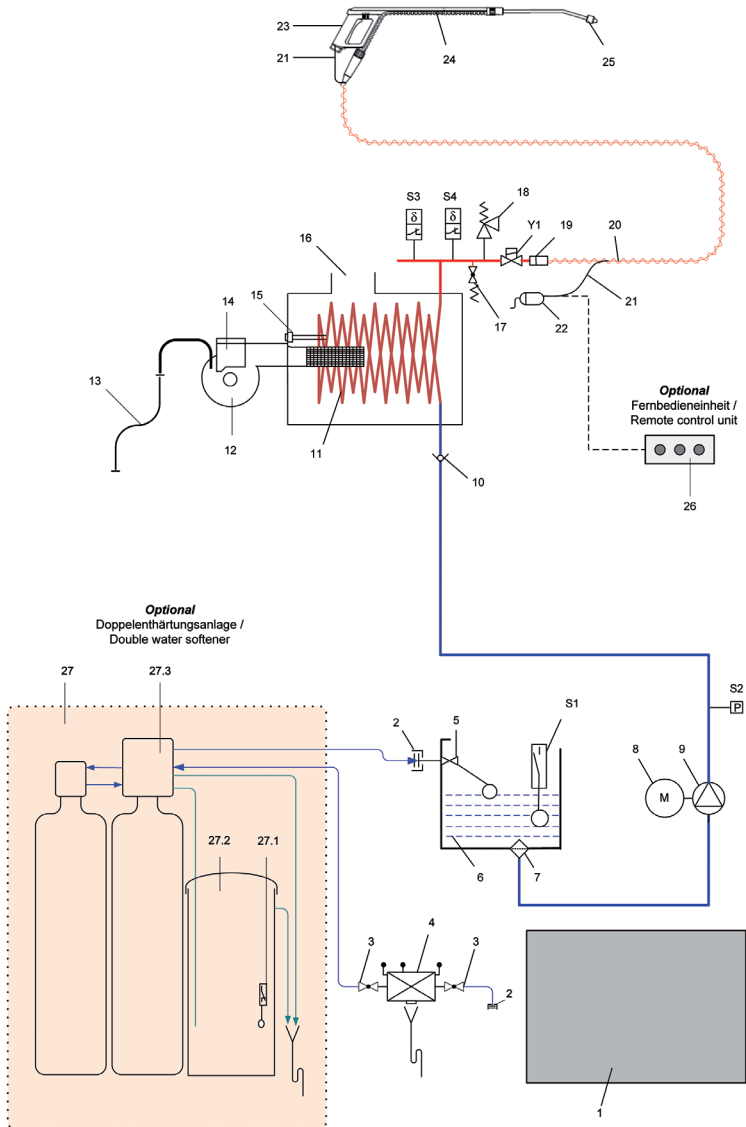 23
21
24
25
S3
S4
18
Y1
19
20
16
15
14
17
22
21
13
12
11
10
Optional
Fernbedieneinheit /
Remote control unit
26
Optional
Doppelenthärtungsanlage /
Double water softener
27
27.3
2
5
S1
S2
P
8
9
M
6
7
27.2
27.1
3
4
3
2
1
δ
δ